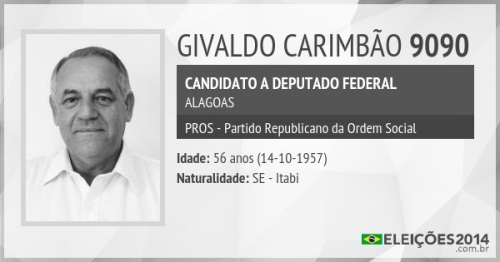 GIVALDO CARIMBÃO 9090
CANDIDATO A DEPUTADO FEDERAL
ALAGOAS
PROS - Partido Republicano da Ordem Social
Idade: 56 anos (14-10-1957)
Naturalidade: SE - Itabi
ELEIÇÕES2014
.com.br